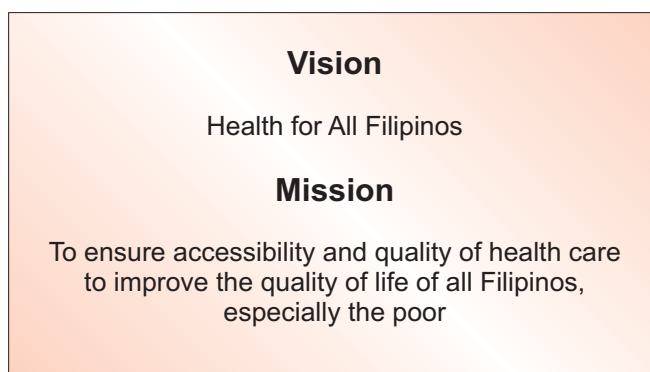 Vision
Health for All Filipinos
Mission
To ensure accessibility and quality of health care
to improve the quality of life of all Filipinos,
especially the poor